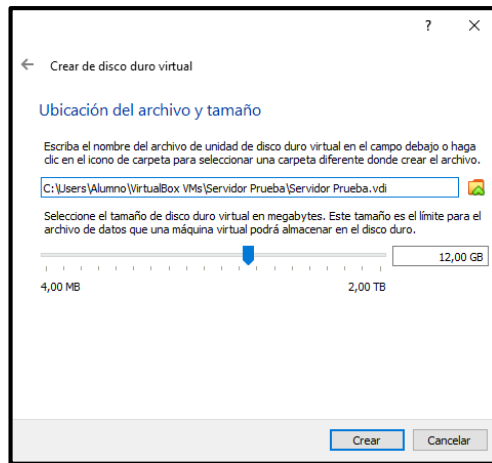 ?
Crear de disco duro virtual
Ubicación del archivo y tamaño
Escriba el nombre del archivo de unidad de disco duro virtual en el campo debajo o haga
clic en el icono de carpeta para seleccionar una carpeta diferente donde crear el archivo.
C:\Users\Alumno\VirtualBox VMs\Servidor Prueba\Servidor Prueba.vdi
Seleccione el tamaño de disco duro virtual en megabytes. Este tamaño es el límite para el
archivo de datos que una máquina virtual podrá almacenar en el disco duro.
12,00 GB
4,00 MB 2,00 TB
Crear Cancelar